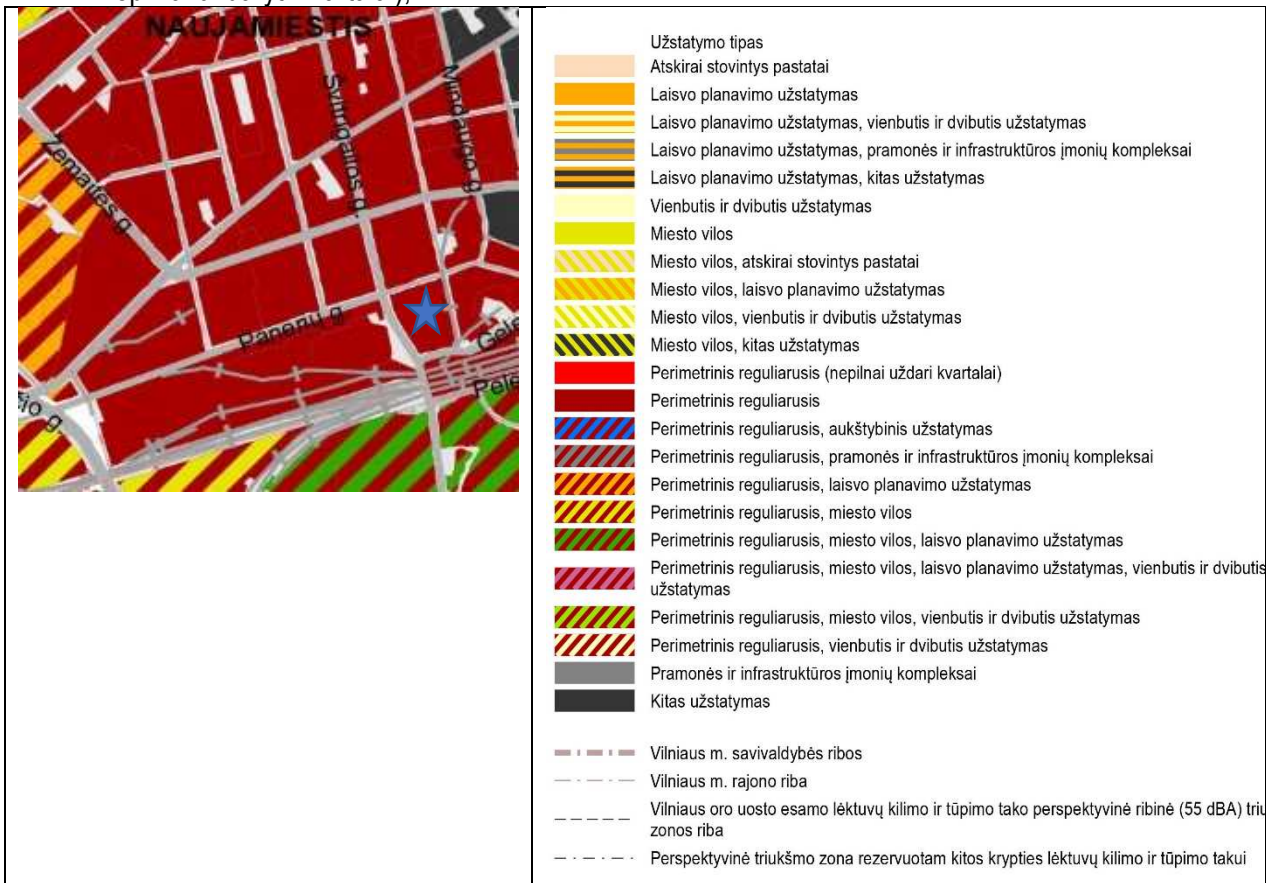 NAUJAMIESTIS
Žemaitės g.
Švitrigailos g.
Mindaugo g.
Panerių g.
Gele
Pele
čio g.
Užstatymo tipas
Atskirai stovintys pastatai
Laisvo planavimo užstatymas
Laisvo planavimo užstatymas, vienbutis ir dvibutis užstatymas
Laisvo planavimo užstatymas, pramonės ir infrastruktūros įmonių kompleksai
Laisvo planavimo užstatymas, kitas užstatymas
Vienbutis ir dvibutis užstatymas
Miesto vilos
Miesto vilos, atskirai stovintys pastatai
Miesto vilos, laisvo planavimo užstatymas
Miesto vilos, vienbutis ir dvibutis užstatymas
Miesto vilos, kitas užstatymas
Perimetrinis reguliarusis (nepilnai uždari kvartalai)
Perimetrinis reguliarusis
Perimetrinis reguliarusis, aukštybinis užstatymas
Perimetrinis reguliarusis, pramonės ir infrastruktūros įmonių kompleksai
Perimetrinis reguliarusis, laisvo planavimo užstatymas
Perimetrinis reguliarusis, miesto vilos
Perimetrinis reguliarusis, miesto vilos, laisvo planavimo užstatymas
Perimetrinis reguliarusis, miesto vilos, laisvo planavimo užstatymas, vienbutis ir dvibutis
užstatymas
Perimetrinis reguliarusis, miesto vilos, vienbutis ir dvibutis užstatymas
Perimetrinis reguliarusis, vienbutis ir dvibutis užstatymas
Pramonės ir infrastruktūros įmonių kompleksai
Kitas užstatymas
Vilniaus m. savivaldybės ribos
Vilniaus m. rajono riba
Vilniaus oro uosto esamo lėktuvų kilimo ir tūpimo tako perspektyvinė ribinė (55 dBA) triu
zonos riba
Perspektyvinė triukšmo zona rezervuotam kitos krypties lėktuvų kilimo ir tūpimo takui